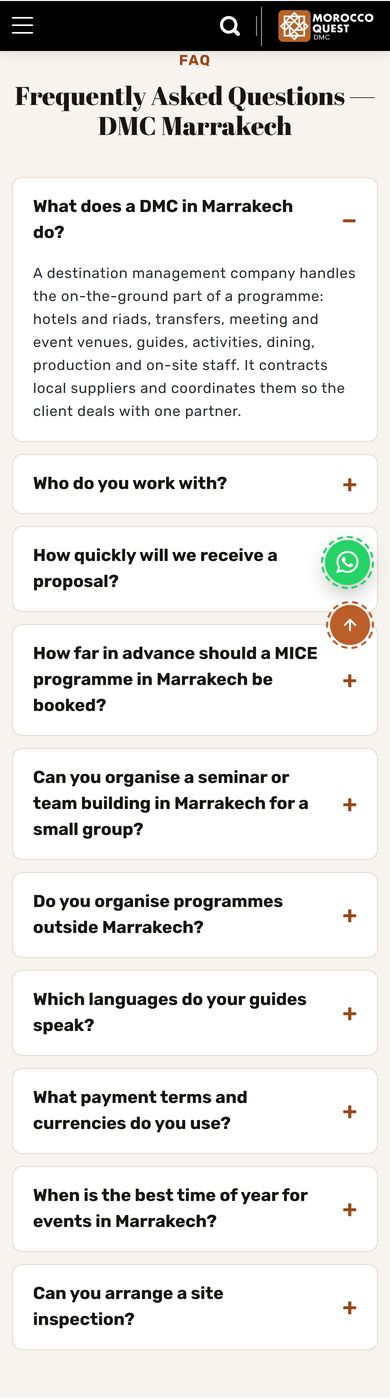 MOROCCO
QUEST
DMC
FAQ
Frequently Asked Questions —
DMC Marrakech
What does a DMC in Marrakech
do?
A destination management company handles
the on-the-ground part of a programme:
hotels and riads, transfers, meeting and
event venues, guides, activities, dining,
production and on-site staff. It contracts
local suppliers and coordinates them so the
client deals with one partner.
Who do you work with?
How quickly will we receive a
proposal?
How far in advance should a MICE
programme in Marrakech be
booked?
Can you organise a seminar or
team building in Marrakech for a
small group?
Do you organise programmes
outside Marrakech?
Which languages do your guides
speak?
What payment terms and
currencies do you use?
When is the best time of year for
events in Marrakech?
Can you arrange a site
inspection?